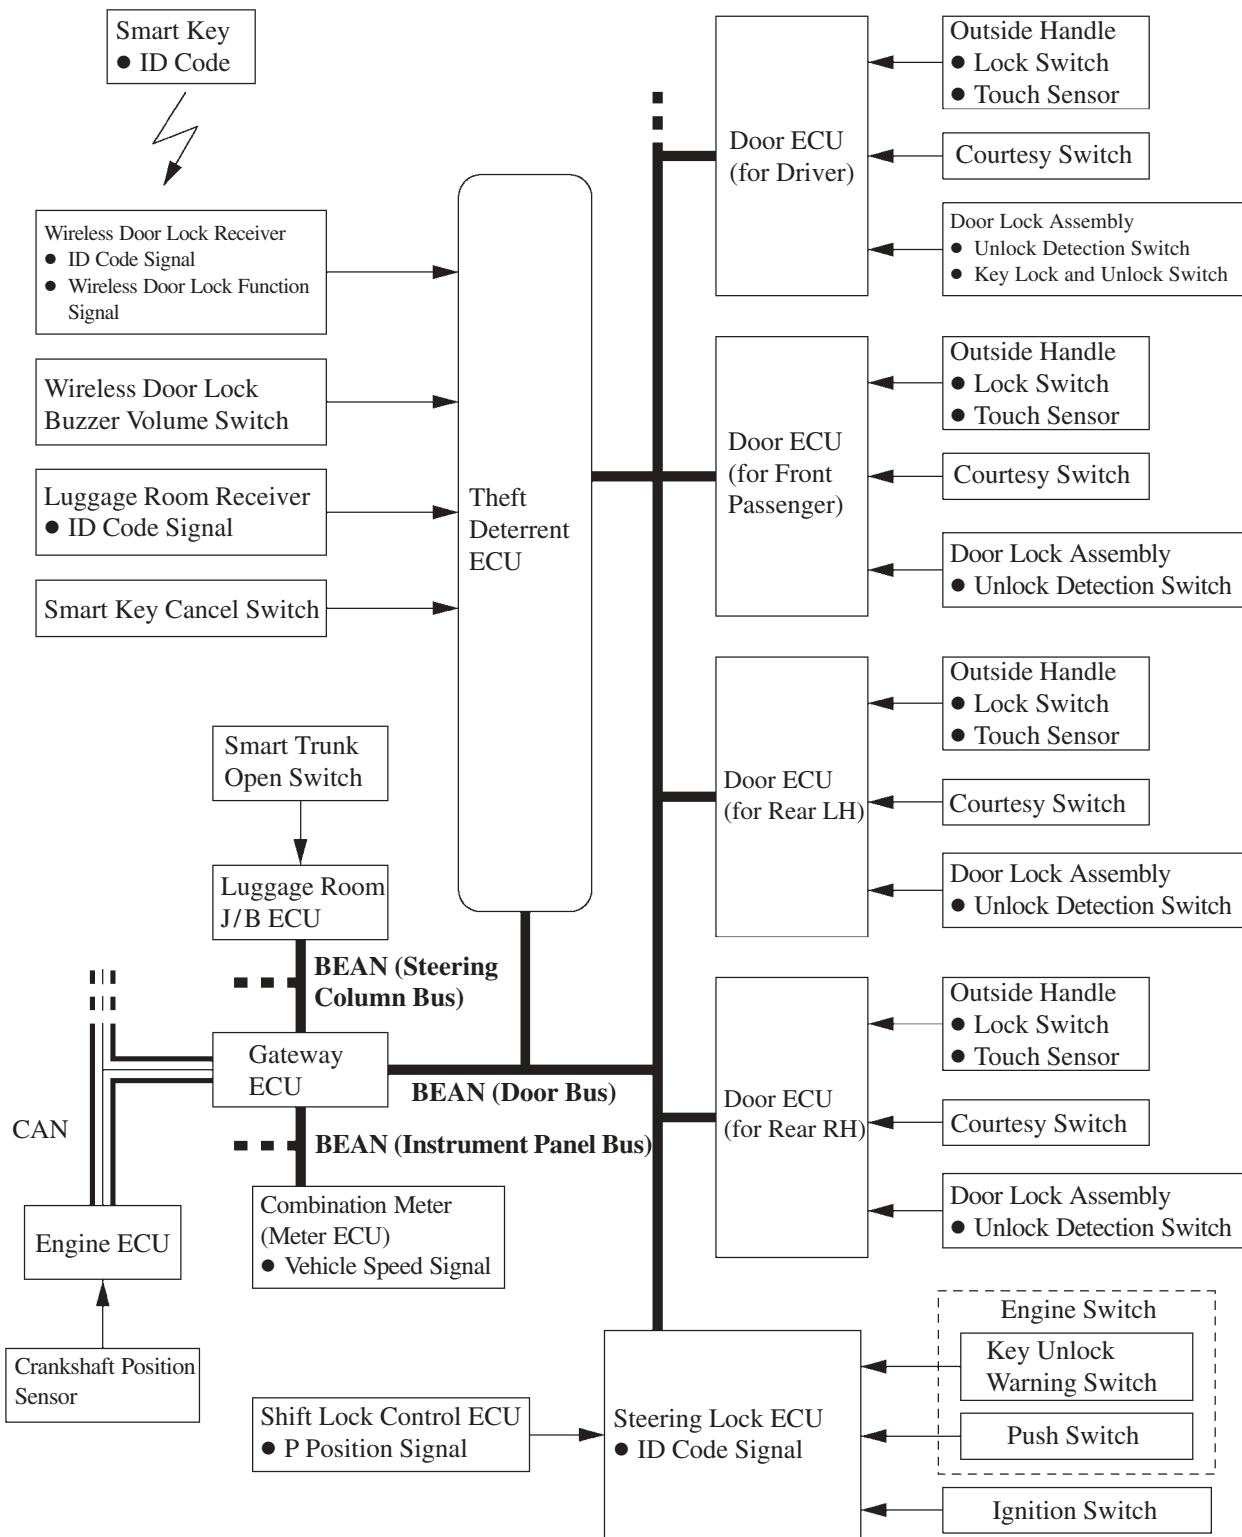 Smart Key
● ID Code
Wireless Door Lock Receiver
● ID Code Signal
● Wireless Door Lock Function
Signal
Wireless Door Lock
Buzzer Volume Switch
Luggage Room Receiver
● ID Code Signal
Smart Key Cancel Switch
Theft
Deterrent
ECU
Smart Trunk
Open Switch
Luggage Room
J/B ECU
BEAN (Steering
Column Bus)
Gateway
ECU
BEAN (Door Bus)
BEAN (Instrument Panel Bus)
CAN
Engine ECU
Crankshaft Position
Sensor
Combination Meter
(Meter ECU)
● Vehicle Speed Signal
Door ECU
(for Driver)
Outside Handle
● Lock Switch
● Touch Sensor
Courtesy Switch
Door Lock Assembly
● Unlock Detection Switch
● Key Lock and Unlock Switch
Door ECU
(for Front
Passenger)
Outside Handle
● Lock Switch
● Touch Sensor
Courtesy Switch
Door Lock Assembly
● Unlock Detection Switch
Door ECU
(for Rear LH)
Outside Handle
● Lock Switch
● Touch Sensor
Courtesy Switch
Door Lock Assembly
● Unlock Detection Switch
Door ECU
(for Rear RH)
Outside Handle
● Lock Switch
● Touch Sensor
Courtesy Switch
Door Lock Assembly
● Unlock Detection Switch
Shift Lock Control ECU
● P Position Signal
Steering Lock ECU
● ID Code Signal
Engine Switch
Key Unlock
Warning Switch
Push Switch
Ignition Switch